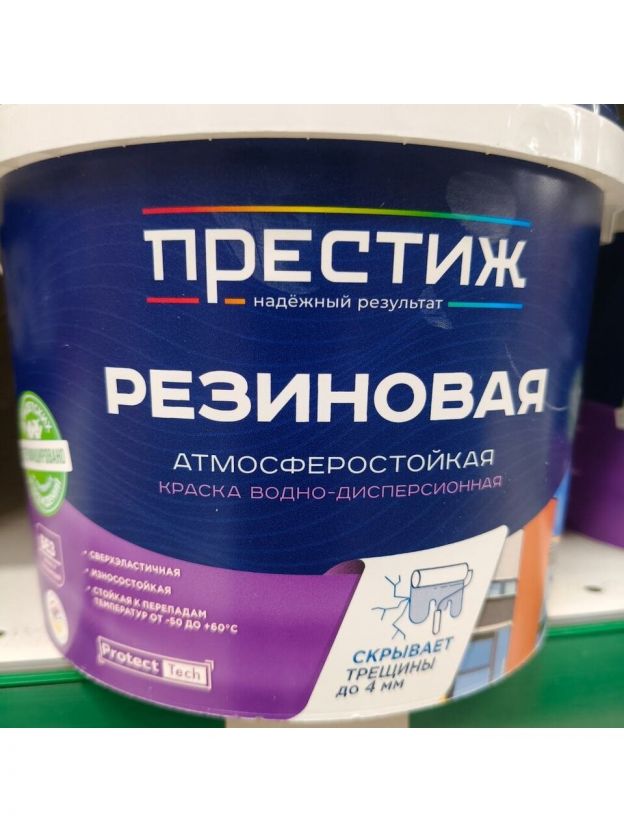 ПРЕСТИЖ
надёжный результат
РЕЗИНОВАЯ
АТМОСФЕРОСТОЙКАЯ
КРАСКА ВОДНО-ДИСПЕРСИОННАЯ
СВЕРХЭЛАСТИЧНАЯ
ИЗНОСОСТОЙКАЯ
СТОЙКАЯ К ПЕРЕПАДАМ
ТЕМПЕРАТУР ОТ -50 ДО +60°С
Protect Tech
СКРЫВАЕТ
ТРЕЩИНЫ
ДО 4 ММ